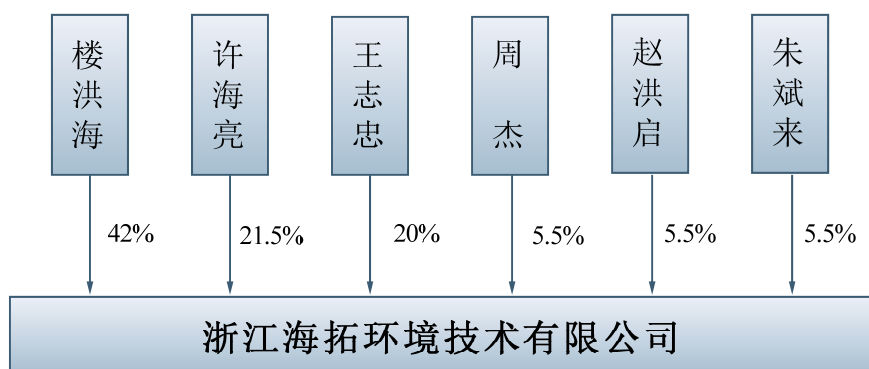 楼洪海
许海亮
王志忠
周杰
赵洪启
朱斌来
42%
21.5%
20%
5.5%
5.5%
5.5%
浙江海拓环境技术有限公司